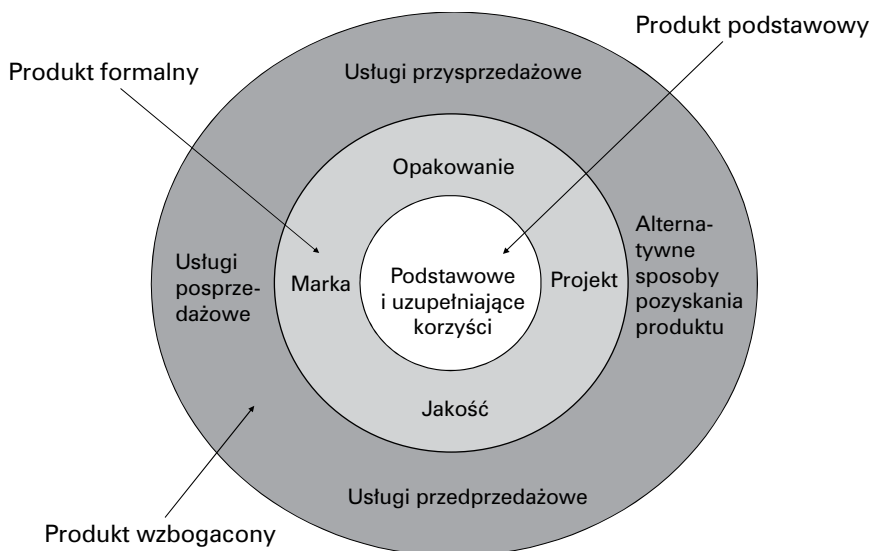 Produkt podstawowy
Produkt formalny
Usługi przysprzedażowe
Opakowanie
Alterna-
tywne
sposoby
pozyskania
produktu
Usługi
posprze-
dażowe
Marka
Podstawowe
i uzupełniające
korzyści
Projekt
Jakość
Usługi przedprzedażowe
Produkt wzbogacony